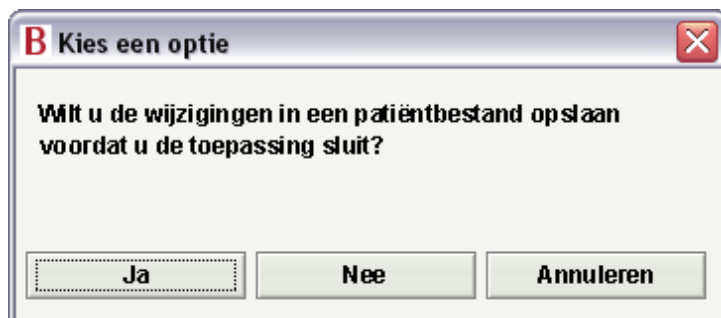 B Kies een optie
Wilt u de wijzigingen in een patiëntbestand opslaan
voordat u de toepassing sluit?
Ja Nee Annuleren